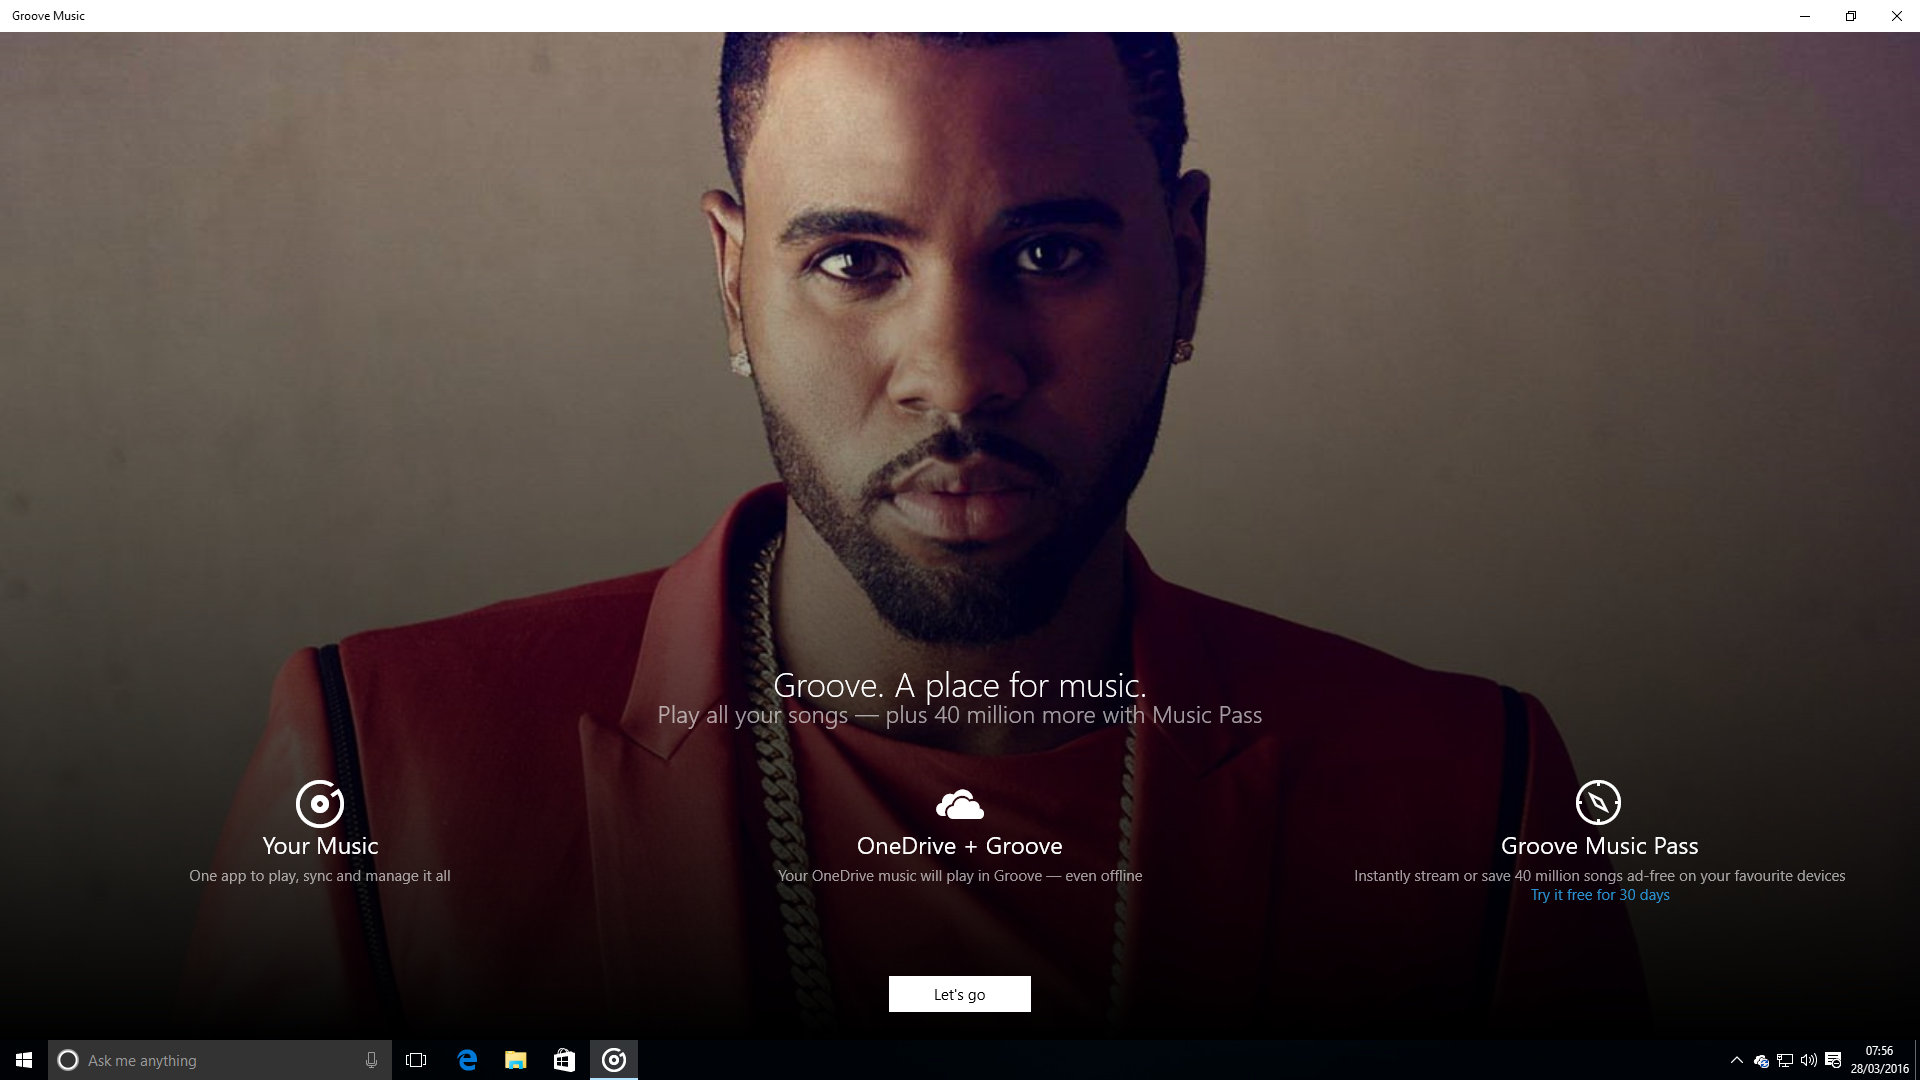 Groove Music
Groove. A place for music.
Play all your songs — plus 40 million more with Music Pass
Your Music
One app to play, sync and manage it all
OneDrive + Groove
Your OneDrive music will play in Groove — even offline
Groove Music Pass
Instantly stream or save 40 million songs ad-free on your favourite devices
Try it free for 30 days
Let's go
Ask me anything
07:56
28/03/2016